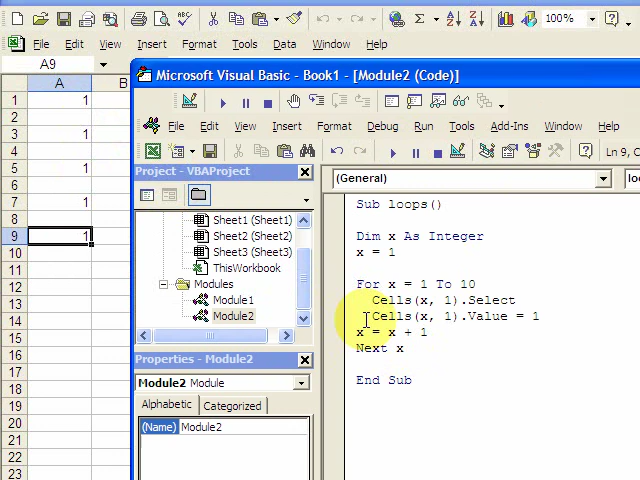 100%
File Edit View Insert Format Tools Data Window Help
A9
Microsoft Visual Basic - Book1 - [Module2 (Code)]
A B
1 1
2
3 1
4
5 1
6
7 1
8
9 1
10
11
12
13
14
15
16
17
18
19
20
21
22
23
File Edit View Insert Format Debug Run Tools Add-Ins Window Help
Ln 9, C
Project - VBAProject
Sheet1 (Sheet1)
Sheet2 (Sheet2)
Sheet3 (Sheet3)
ThisWorkbook
Modules
Module1
Module2
Properties - Module2
Module2 Module
Alphabetic Categorized
(Name) Module2
(General)
Sub loops()
Dim x As Integer
x = 1
For x = 1 To 10
Cells(x, 1).Select
Cells(x, 1).Value = 1
x = x + 1
Next x
End Sub